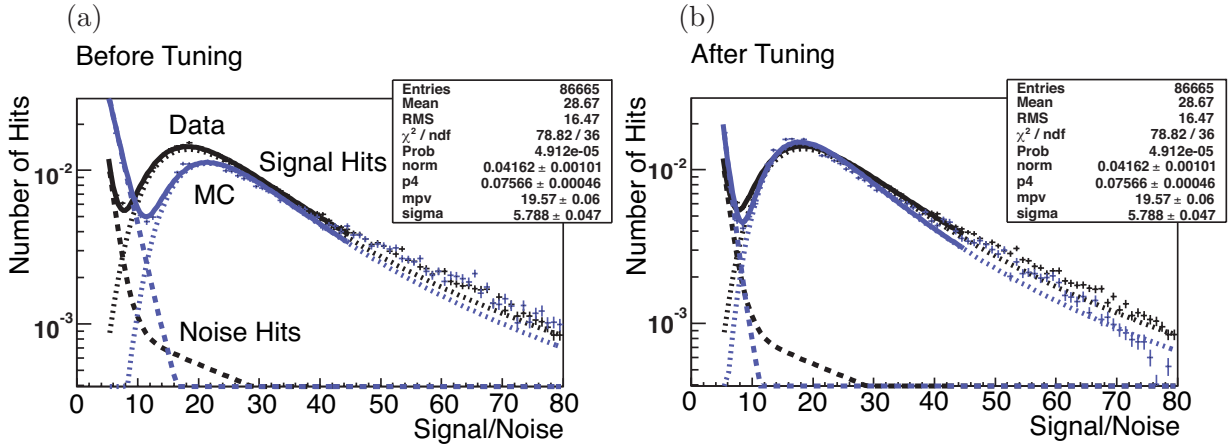 (a)
Before Tuning
Number of Hits
10⁻²
10⁻³
Data
Signal Hits
MC
Noise Hits
Entries 86665
Mean 28.67
RMS 16.47
χ² / ndf 78.82 / 36
Prob 4.912e-05
norm 0.04162 ± 0.00101
p4 0.07566 ± 0.00046
mpv 19.57 ± 0.06
sigma 5.788 ± 0.047
0 10 20 30 40 50 60 70 80
Signal/Noise
(b)
After Tuning
Number of Hits
10⁻²
10⁻³
Entries 86665
Mean 28.67
RMS 16.47
χ² / ndf 78.82 / 36
Prob 4.912e-05
norm 0.04162 ± 0.00101
p4 0.07566 ± 0.00046
mpv 19.57 ± 0.06
sigma 5.788 ± 0.047
0 10 20 30 40 50 60 70 80
Signal/Noise